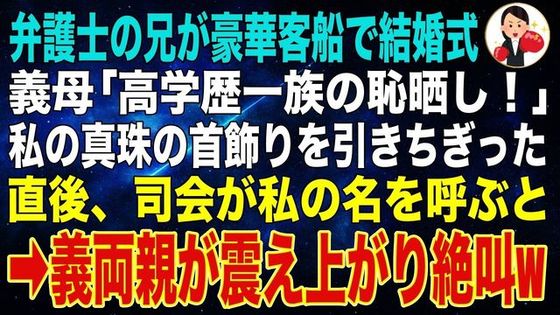 弁護士の兄が豪華客船で結婚式
義母「高学歴一族の恥晒し!」
私の真珠の首飾りを引きちぎった
直後、司会が私の名を呼ぶと
➡義両親が震え上がり絶叫w